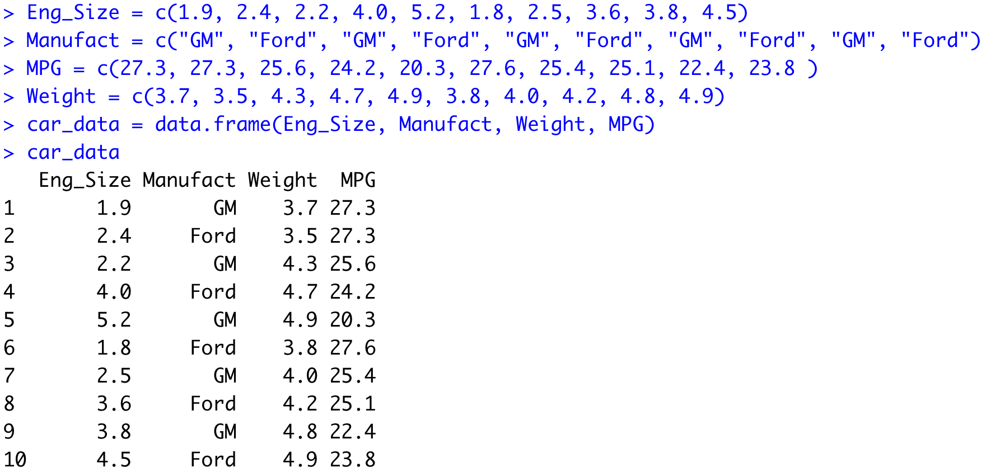 > Eng_Size = c(1.9, 2.4, 2.2, 4.0, 5.2, 1.8, 2.5, 3.6, 3.8, 4.5)
> Manufact = c("GM", "Ford", "GM", "Ford", "GM", "Ford", "GM", "Ford", "GM", "Ford")
> MPG = c(27.3, 27.3, 25.6, 24.2, 20.3, 27.6, 25.4, 25.1, 22.4, 23.8 )
> Weight = c(3.7, 3.5, 4.3, 4.7, 4.9, 3.8, 4.0, 4.2, 4.8, 4.9)
> car_data = data.frame(Eng_Size, Manufact, Weight, MPG)
> car_data
   Eng_Size Manufact Weight  MPG
1       1.9       GM    3.7 27.3
2       2.4     Ford    3.5 27.3
3       2.2       GM    4.3 25.6
4       4.0     Ford    4.7 24.2
5       5.2       GM    4.9 20.3
6       1.8     Ford    3.8 27.6
7       2.5       GM    4.0 25.4
8       3.6     Ford    4.2 25.1
9       3.8       GM    4.8 22.4
10      4.5     Ford    4.9 23.8